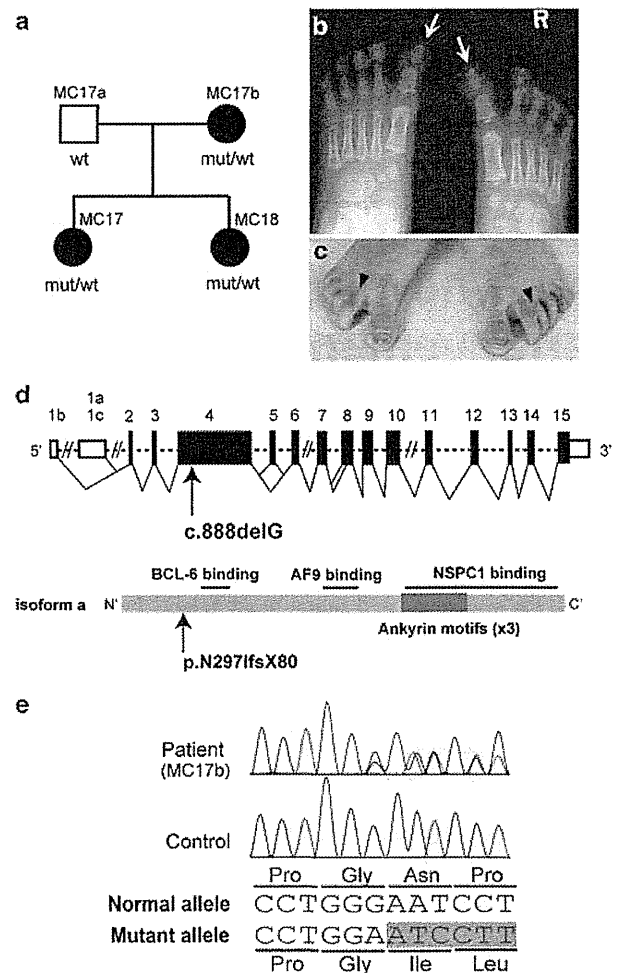 a
MC17a
MC17b
wt
mut/wt
MC17
MC18
mut/wt
mut/wt
b
R
c
d
1b
1a
1c
2
3
4
5
6
7
8
9
10
11
12
13
14
15
5'
3'
c.888delG
BCL-6 binding
AF9 binding
NSPC1 binding
isoform a
N'
C'
Ankyrin motifs (x3)
p.N297IfsX80
e
Patient
(MC17b)
Control
Pro Gly Asn Pro
Normal allele CCTGGGAATCCT
Mutant allele CCTGGAATCCTT
Pro Gly Ile Leu